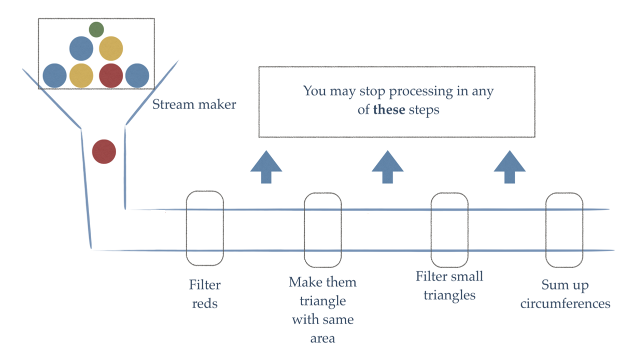 Stream maker
You may stop processing in any
of these steps
Filter
reds
Make them
triangle
with same
area
Filter small
triangles
Sum up
circumferences